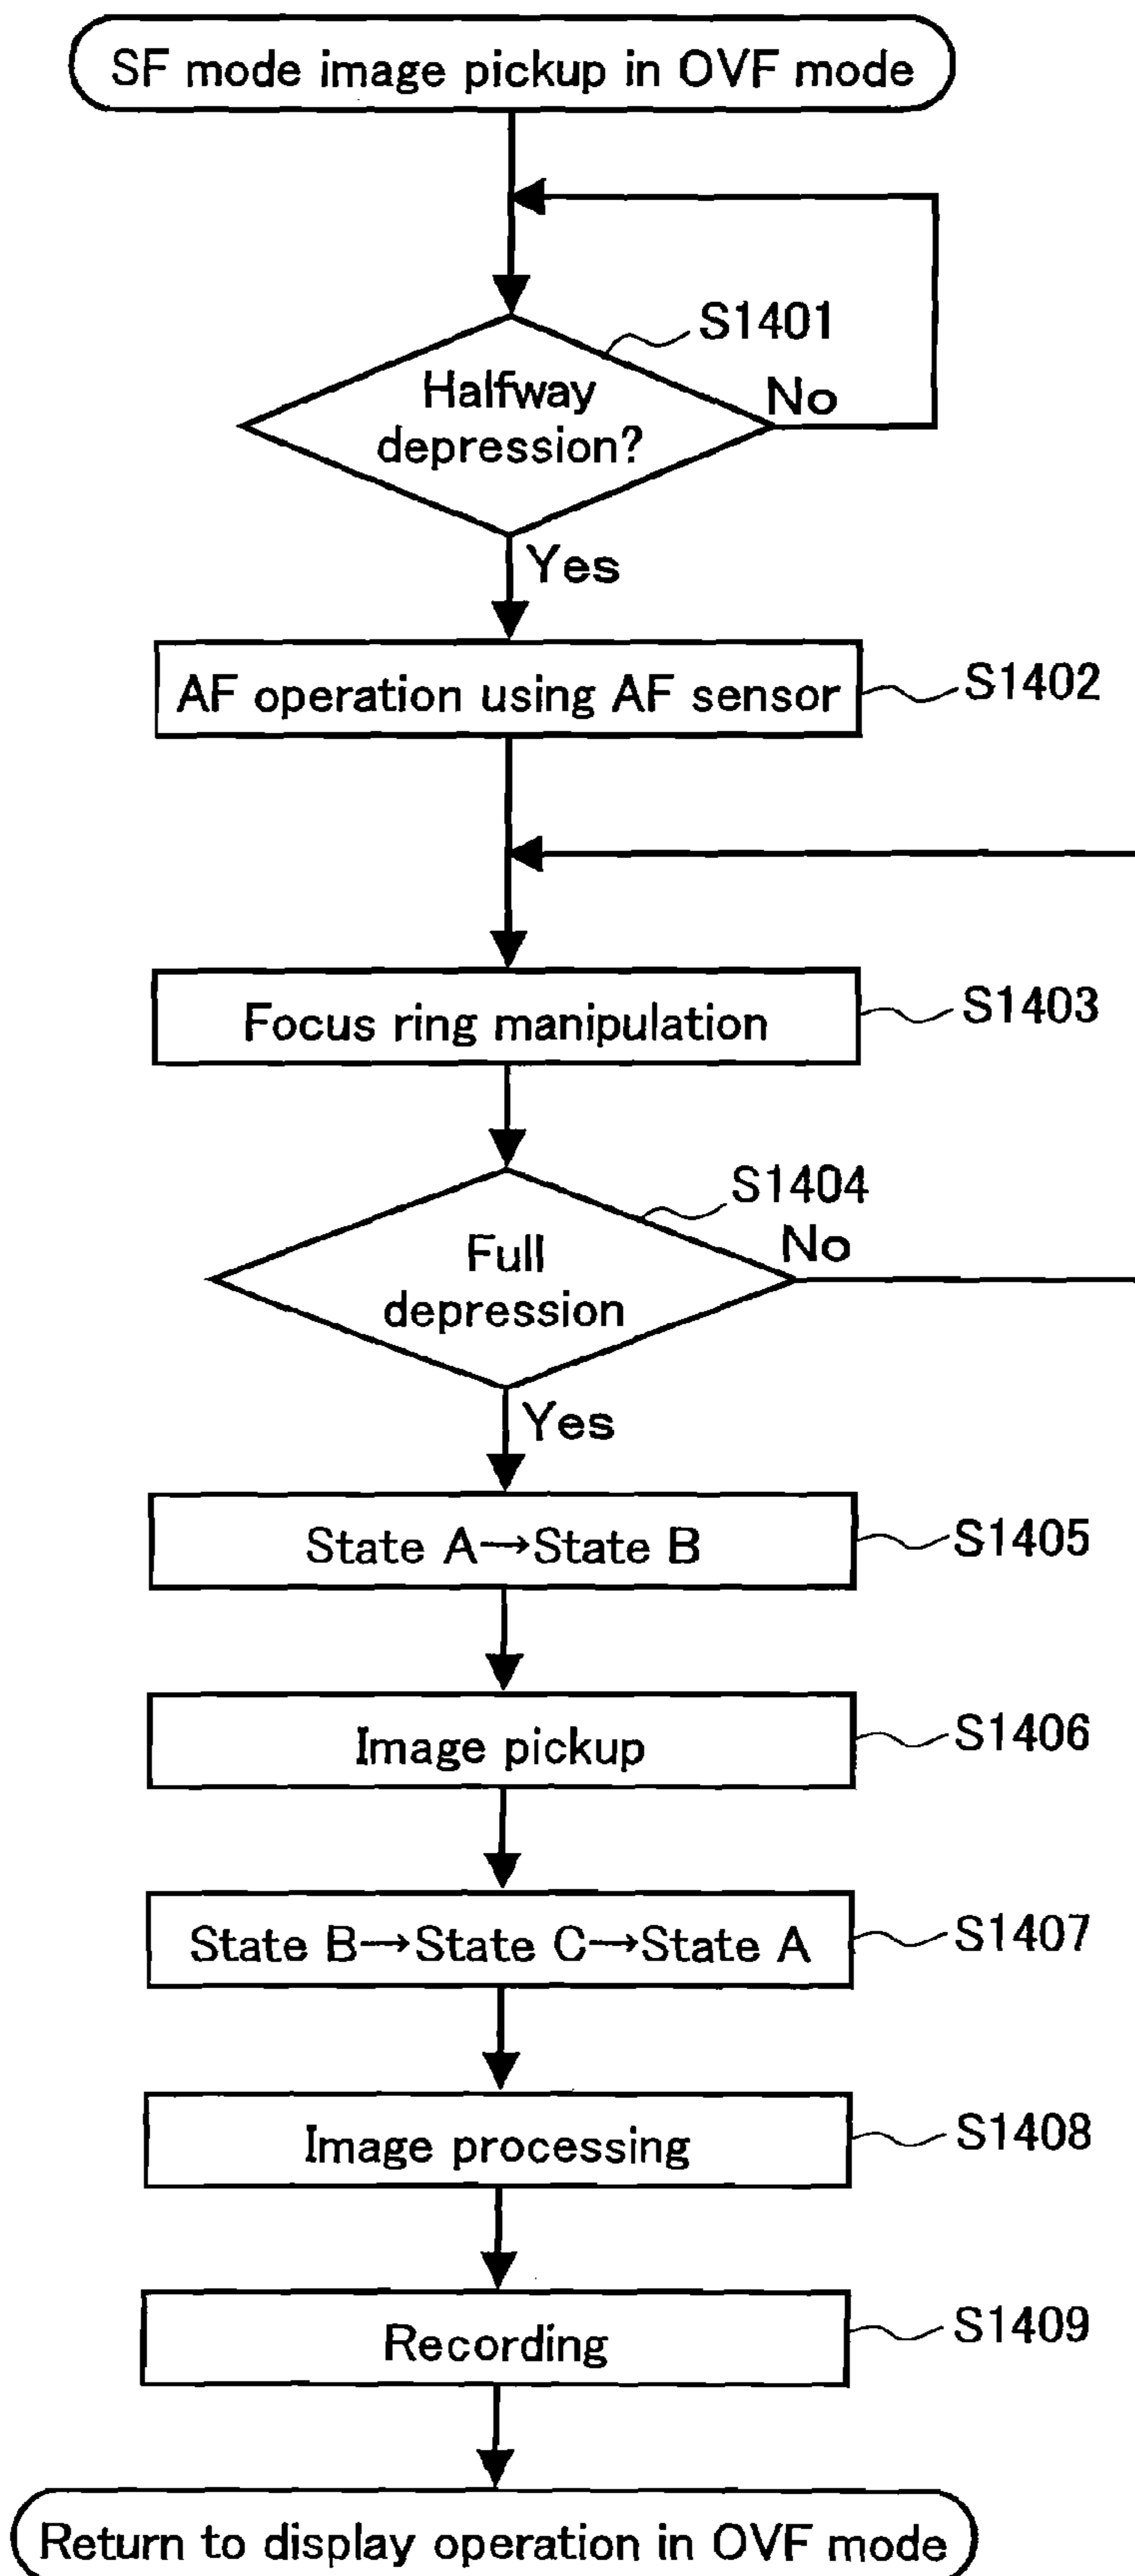 SF mode image pickup in OVF mode
S1401
Halfway
depression?
No
Yes
AF operation using AF sensor
S1402
Focus ring manipulation
S1403
S1404
Full
depression
No
Yes
State A→State B
S1405
Image pickup
S1406
State B→State C→State A
S1407
Image processing
S1408
Recording
S1409
Return to display operation in OVF mode